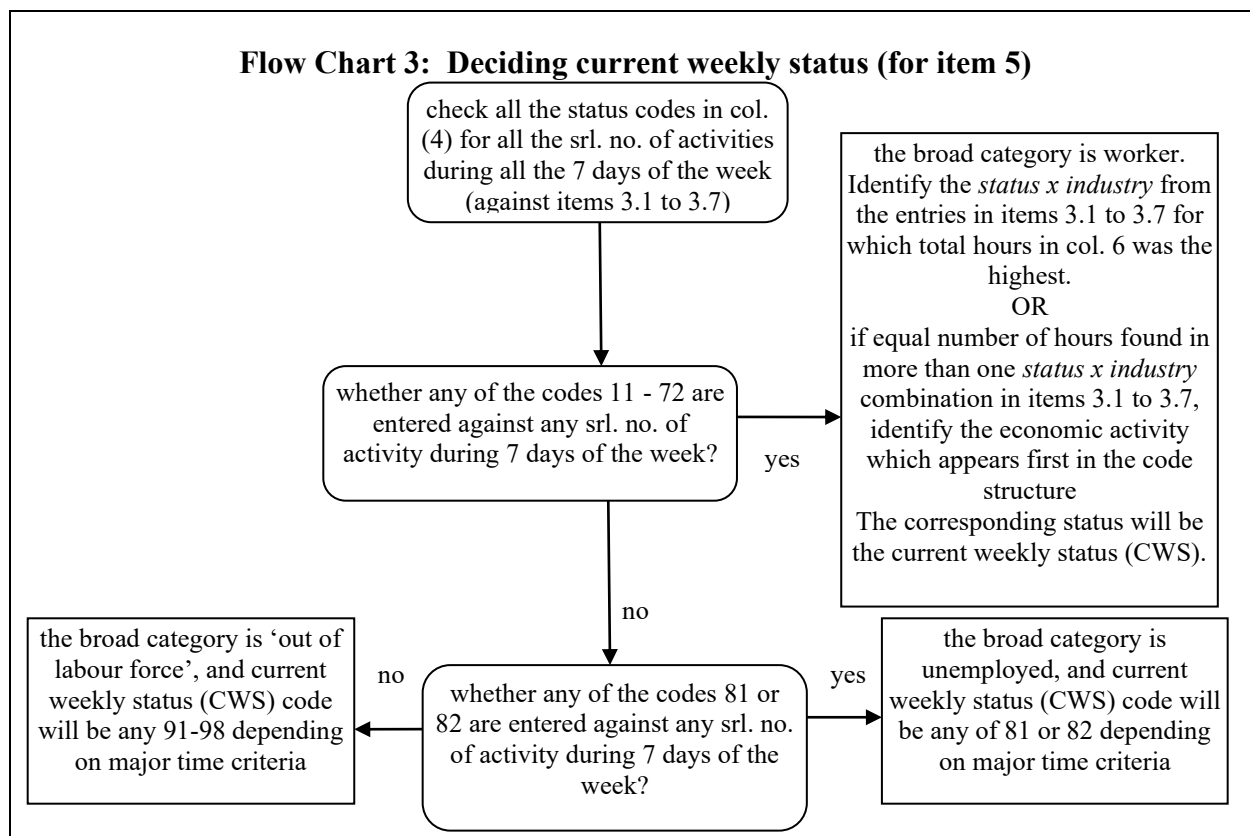 Flow Chart 3: Deciding current weekly status (for item 5)
check all the status codes in col.
(4) for all the srl. no. of activities
during all the 7 days of the week
(against items 3.1 to 3.7)
the broad category is worker.
Identify the status x industry from
the entries in items 3.1 to 3.7 for
which total hours in col. 6 was the
highest.
OR
if equal number of hours found in
more than one status x industry
combination in items 3.1 to 3.7,
identify the economic activity
which appears first in the code
structure
The corresponding status will be
the current weekly status (CWS).
whether any of the codes 11 - 72 are
entered against any srl. no. of
activity during 7 days of the week?
yes
no
the broad category is ‘out of
labour force’, and current
weekly status (CWS) code
will be any 91-98 depending
on major time criteria
no
whether any of the codes 81 or
82 are entered against any srl. no.
of activity during 7 days of the
week?
yes
the broad category is
unemployed, and current
weekly status (CWS) code will
be any of 81 or 82 depending
on major time criteria